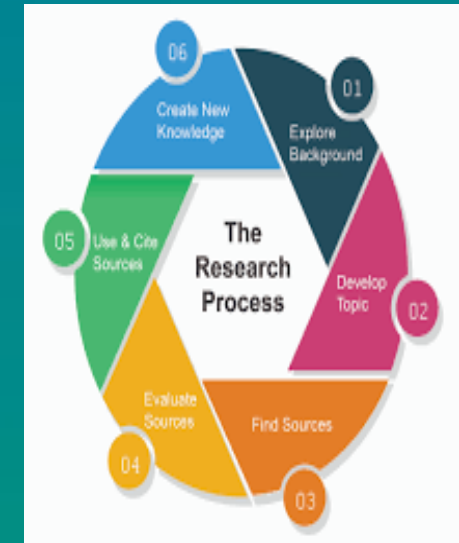 The
Research
Process
01
Explore
Background
02
Develop
Topic
03
Find Sources
04
Evaluate
Sources
05
Use & Cite
Sources
06
Create New
Knowledge